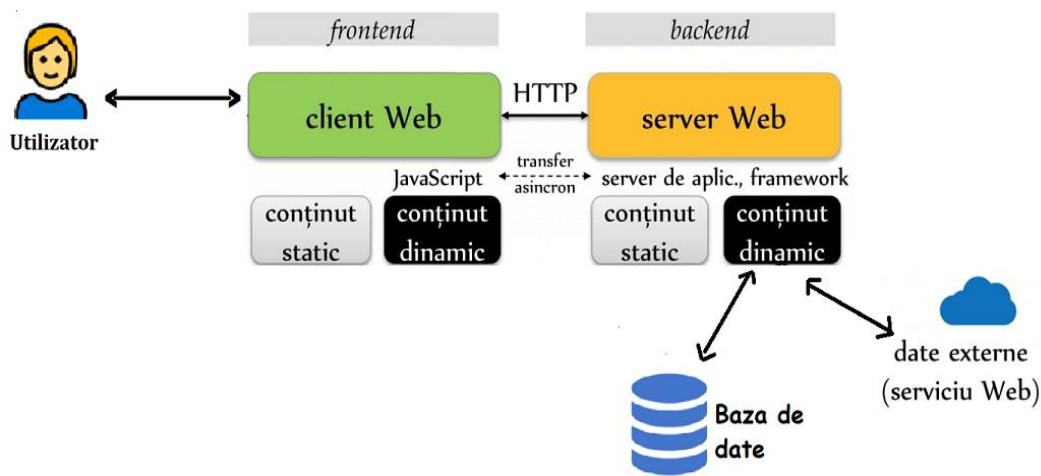 frontend
backend
Utilizator
client Web
HTTP
server Web
JavaScript
transfer
asincron
server de aplic., framework
conținut
static
conținut
dinamic
conținut
static
conținut
dinamic
date externe
(serviciu Web)
Baza de
date